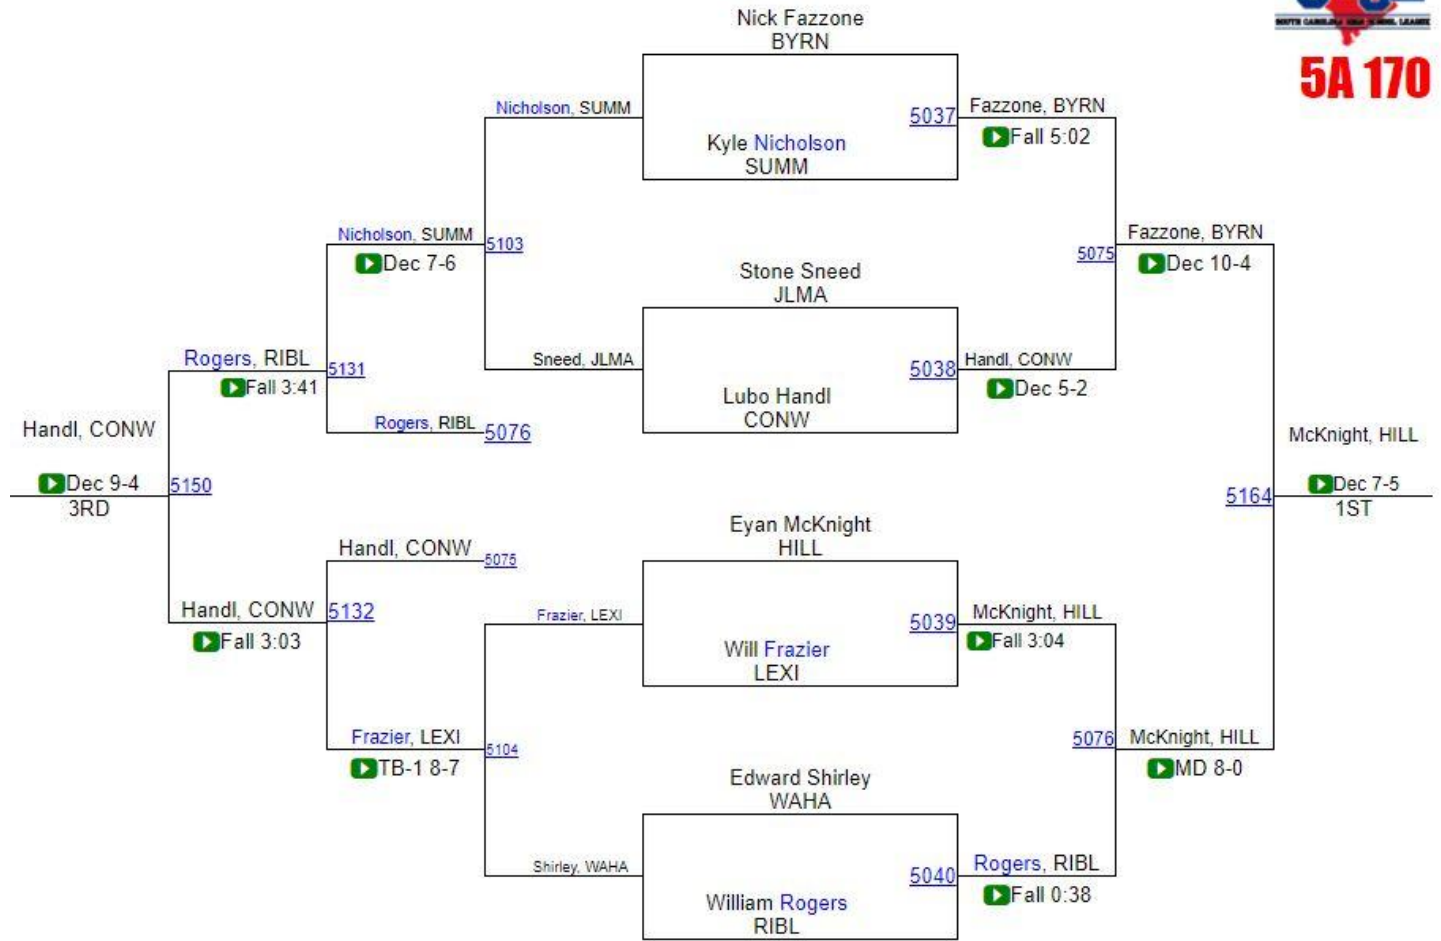 SOUTH CAROLINA HIGH SCHOOL LEAGUE
5A 170
Nick Fazzone
BYRN
Nicholson, SUMM
5037
Fazzone, BYRN
Fall 5:02
Kyle Nicholson
SUMM
Nicholson, SUMM
5103
Dec 7-6
Fazzone, BYRN
5075
Dec 10-4
Stone Sneed
JLMA
Rogers, RIBL
5131
Fall 3:41
Sneed, JLMA
5038
Handl, CONW
Dec 5-2
Lubo Handl
CONW
Rogers, RIBL
5076
Handl, CONW
Dec 9-4
5150
3RD
McKnight, HILL
5164
Dec 7-5
1ST
Eyan McKnight
HILL
Handl, CONW
5075
Handl, CONW
5132
Fall 3:03
Frazier, LEXI
5039
McKnight, HILL
Fall 3:04
Will Frazier
LEXI
Frazier, LEXI
5104
TB-1 8-7
5076
McKnight, HILL
MD 8-0
Edward Shirley
WAHA
Shirley, WAHA
5040
Rogers, RIBL
Fall 0:38
William Rogers
RIBL